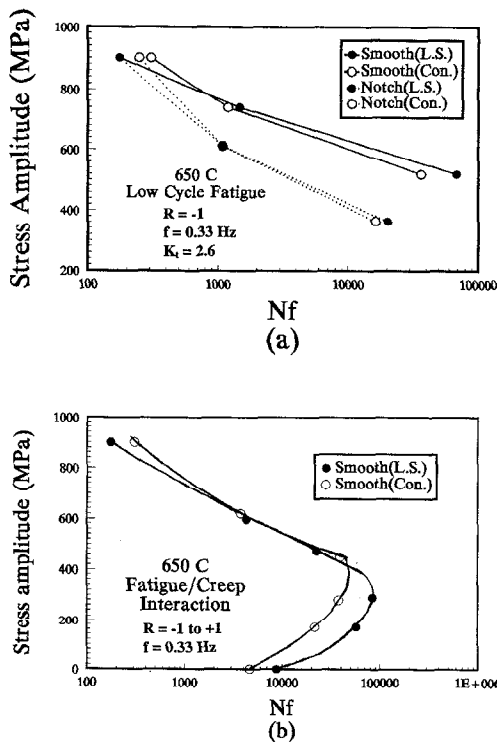 Stress Amplitude (MPa)
1000
800
600
400
200
Smooth(L.S.)
Smooth(Con.)
Notch(L.S.)
Notch(Con.)
650 C
Low Cycle Fatigue
R = -1
f = 0.33 Hz
Kt = 2.6
100
1000
10000
100000
Nf
(a)
Stress amplitude (MPa)
1000
800
600
400
200
0
Smooth(L.S.)
Smooth(Con.)
650 C
Fatigue/Creep
Interaction
R = -1 to +1
f = 0.33 Hz
100
1000
10000
100000
1E+006
Nf
(b)